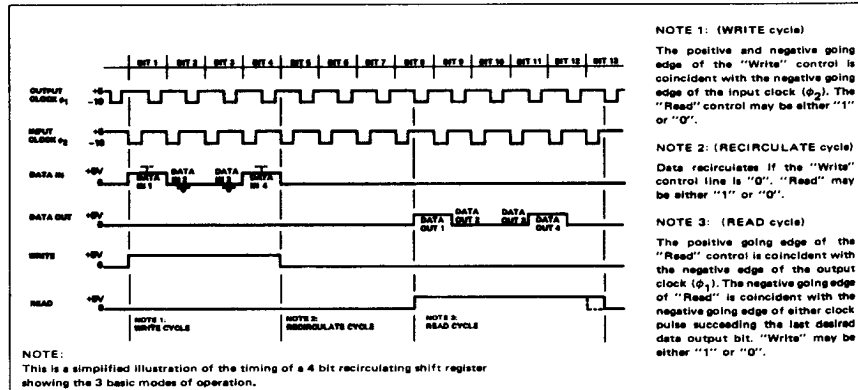 BIT 1 BIT 2 BIT 3 BIT 4 BIT 5 BIT 6 BIT 7 BIT 8 BIT 9 BIT 10 BIT 11 BIT 12 BIT 13
OUTPUT
CLOCK ϕ1
+5
-10
INPUT
CLOCK ϕ2
+5
-10
DATA IN
+5V
0
DATA
IN 1
DATA
IN 2
DATA
IN 3
DATA
IN 4
DATA OUT
+5V
0
DATA
OUT 1
DATA
OUT 2
DATA
OUT 3
DATA
OUT 4
WRITE
+5V
0
READ
+5V
0
NOTE 1:
WRITE CYCLE
NOTE 2:
RECIRCULATE CYCLE
NOTE 3:
READ CYCLE
NOTE:
This is a simplified illustration of the timing of a 4 bit recirculating shift register
showing the 3 basic modes of operation.
NOTE 1: (WRITE cycle)
The positive and negative going
edge of the "Write" control is
coincident with the negative going
edge of the input clock (ϕ2). The
"Read" control may be either "1"
or "0".
NOTE 2: (RECIRCULATE cycle)
Data recirculates if the "Write"
control line is "0". "Read" may
be either "1" or "0".
NOTE 3: (READ cycle)
The positive going edge of the
"Read" control is coincident with
the negative edge of the output
clock (ϕ1). The negative going edge
of "Read" is coincident with the
negative going edge of either clock
pulse succeeding the last desired
data output bit. "Write" may be
either "1" or "0".